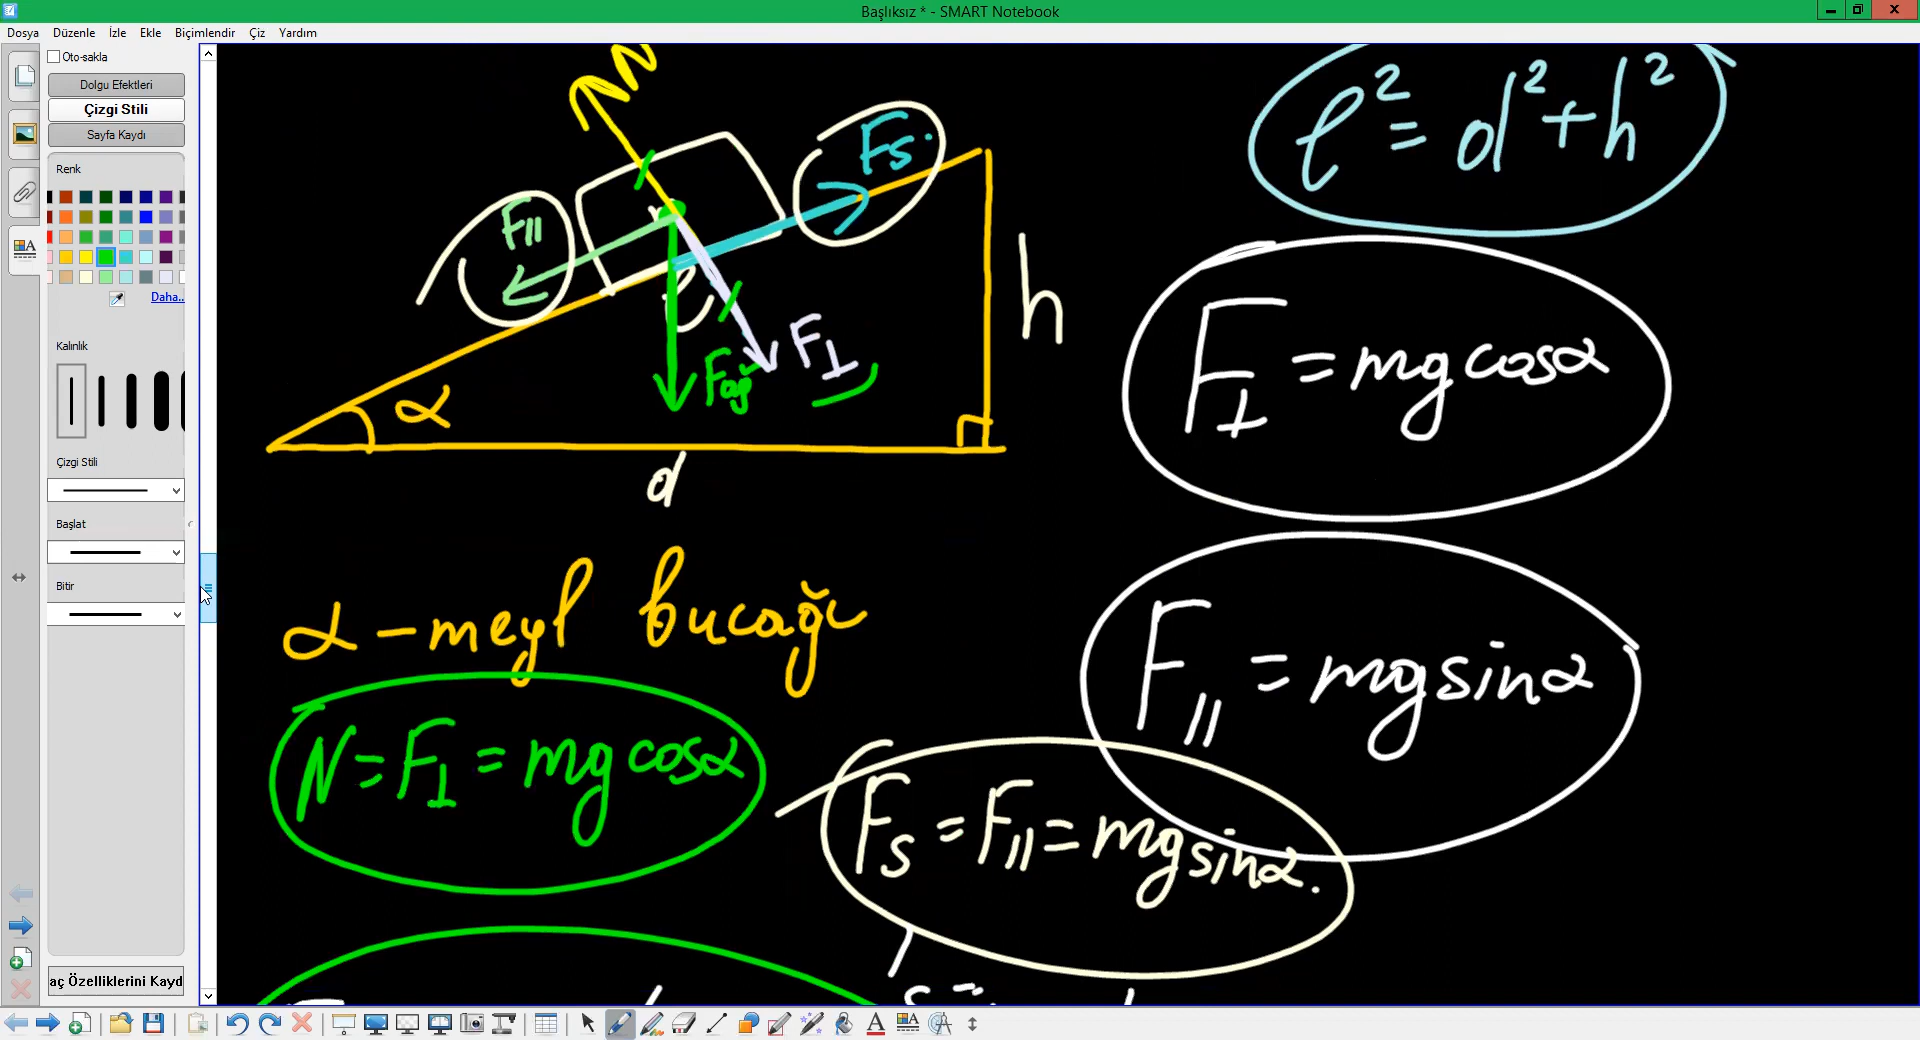 Başlıksız * - SMART Notebook
Dosya Düzenle İzle Ekle Biçimlendir Çiz Yardım
Oto-sakla
Dolgu Efektleri
Çizgi Stili
Sayfa Kaydı
Renk
Daha..
Kalınlık
Çizgi Stili
Başlat
Bitir
aç Özelliklerini Kayd
N
F||
Fs
ℓ
Fağ
F⊥
h
α
d
ℓ² = d² + h²
F⊥ = mg cosα
α – meyl bucağı
F|| = mg sinα
N = F⊥ = mg cosα
Fs = F|| = mg sinα.